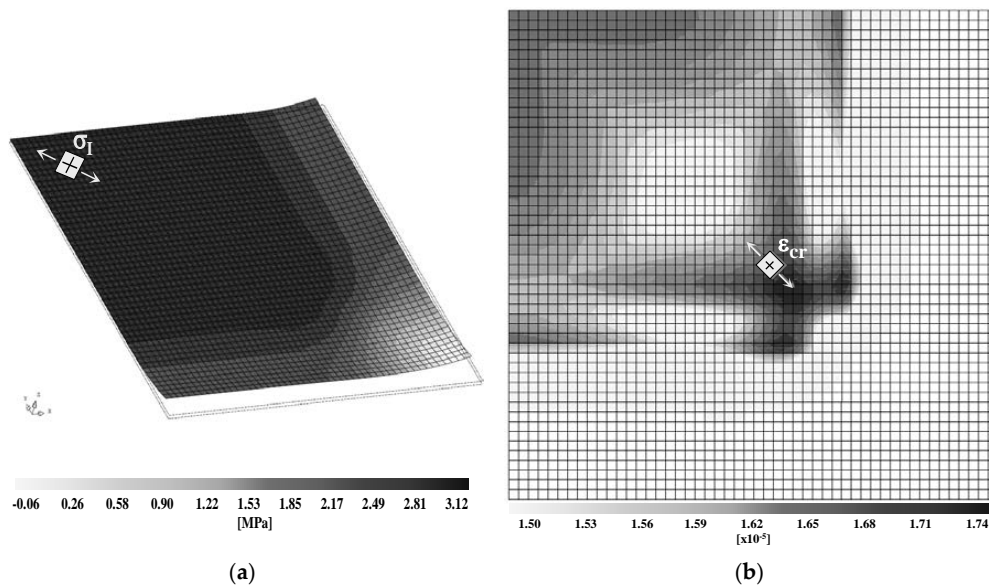 σI
εcr
-0.06 0.26 0.58 0.90 1.22 1.53 1.85 2.17 2.49 2.81 3.12
[MPa]
1.50 1.53 1.56 1.59 1.62 1.65 1.68 1.71 1.74
[x10-5]
(a) (b)